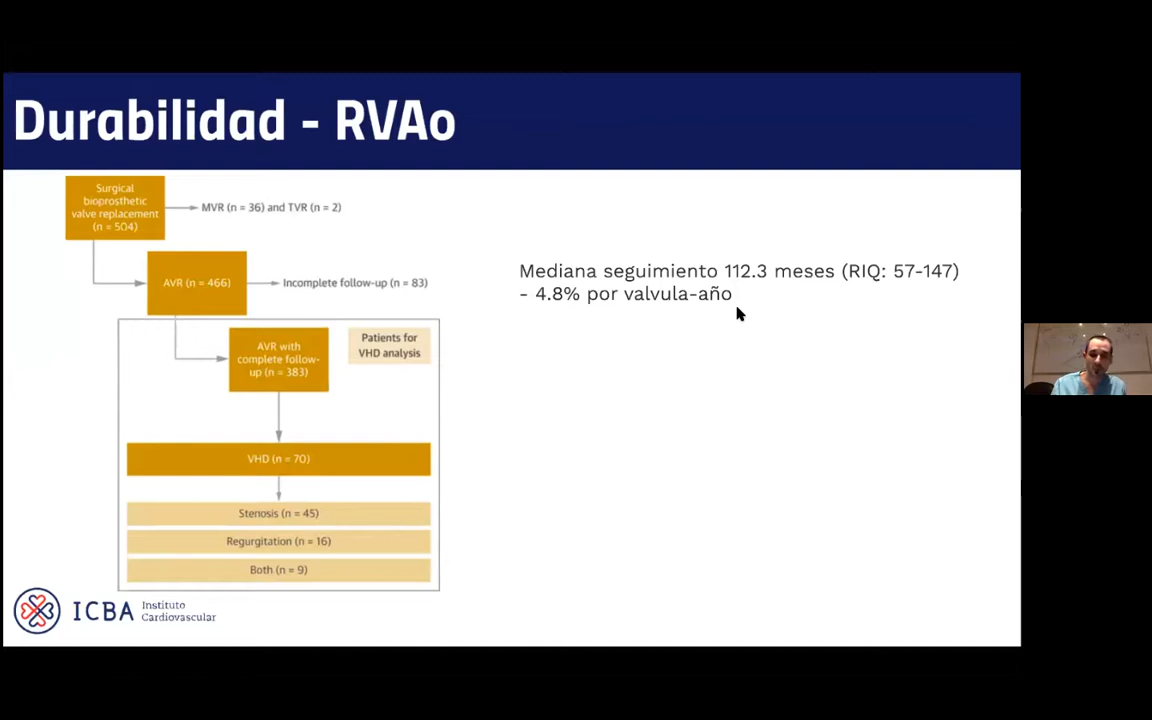 Durabilidad - RVAo
Surgical
bioprosthetic
valve replacement
(n = 504)
MVR (n = 36) and TVR (n = 2)
AVR (n = 466)
Incomplete follow-up (n = 83)
AVR with
complete follow-
up (n = 383)
Patients for
VHD analysis
VHD (n = 70)
Stenosis (n = 45)
Regurgitation (n = 16)
Both (n = 9)
Mediana seguimiento 112.3 meses (RIQ: 57-147)
- 4.8% por valvula-año
ICBA
Instituto
Cardiovascular